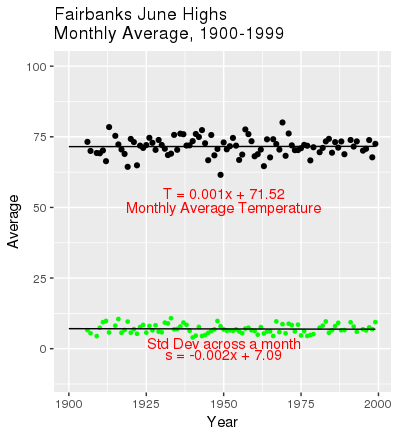 Fairbanks June Highs
Monthly Average, 1900-1999
100
75
50
25
0
Average
T = 0.001x + 71.52
Monthly Average Temperature
Std Dev across a month
s = -0.002x + 7.09
1900 1925 1950 1975 2000
Year